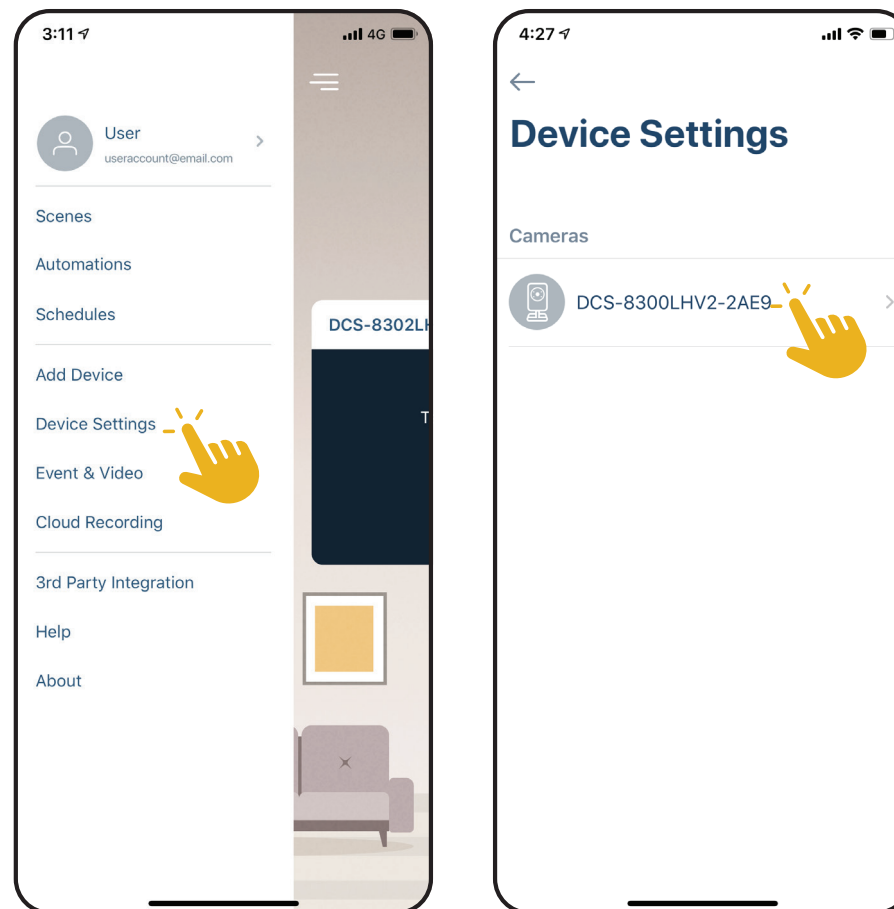 3:11
4G
User
useraccount@email.com
Scenes
Automations
Schedules
Add Device
Device Settings
Event & Video
Cloud Recording
3rd Party Integration
Help
About
DCS-8302LH
T
4:27
Device Settings
Cameras
DCS-8300LHV2-2AE9